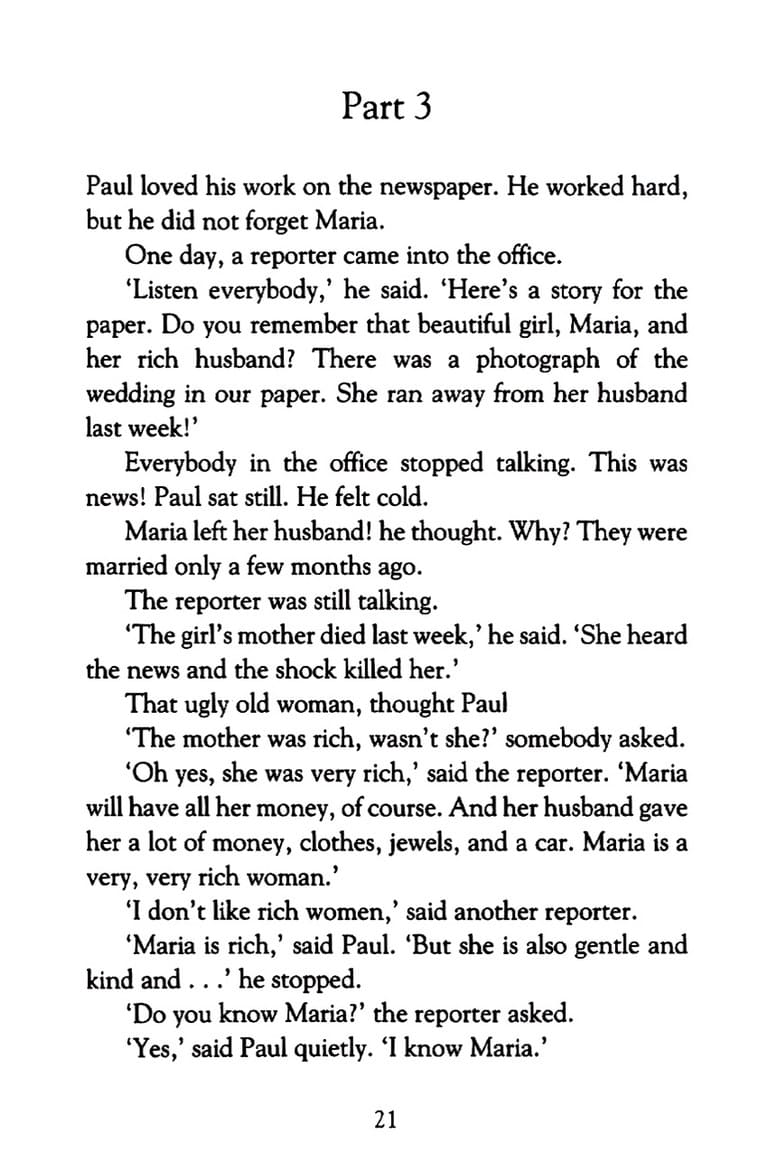 Part 3
Paul loved his work on the newspaper. He worked hard,
but he did not forget Maria.
One day, a reporter came into the office.
‘Listen everybody,’ he said. ‘Here’s a story for the
paper. Do you remember that beautiful girl, Maria, and
her rich husband? There was a photograph of the
wedding in our paper. She ran away from her husband
last week!’
Everybody in the office stopped talking. This was
news! Paul sat still. He felt cold.
Maria left her husband! he thought. Why? They were
married only a few months ago.
The reporter was still talking.
‘The girl’s mother died last week,’ he said. ‘She heard
the news and the shock killed her.’
That ugly old woman, thought Paul
‘The mother was rich, wasn’t she?’ somebody asked.
‘Oh yes, she was very rich,’ said the reporter. ‘Maria
will have all her money, of course. And her husband gave
her a lot of money, clothes, jewels, and a car. Maria is a
very, very rich woman.’
‘I don’t like rich women,’ said another reporter.
‘Maria is rich,’ said Paul. ‘But she is also gentle and
kind and . . .’ he stopped.
‘Do you know Maria?’ the reporter asked.
‘Yes,’ said Paul quietly. ‘I know Maria.’
21